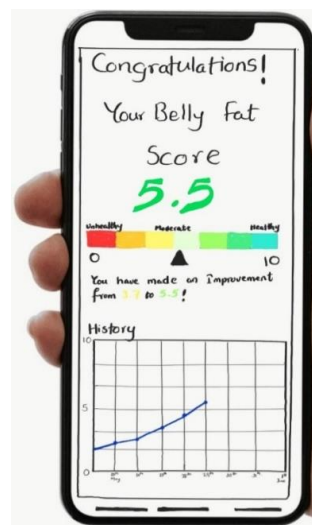 Congratulations!
Your Belly Fat
Score
5.5
Unhealthy Moderate Healthy
0 10
You have made an Improvement
from to 5.5!
History
10
5
0